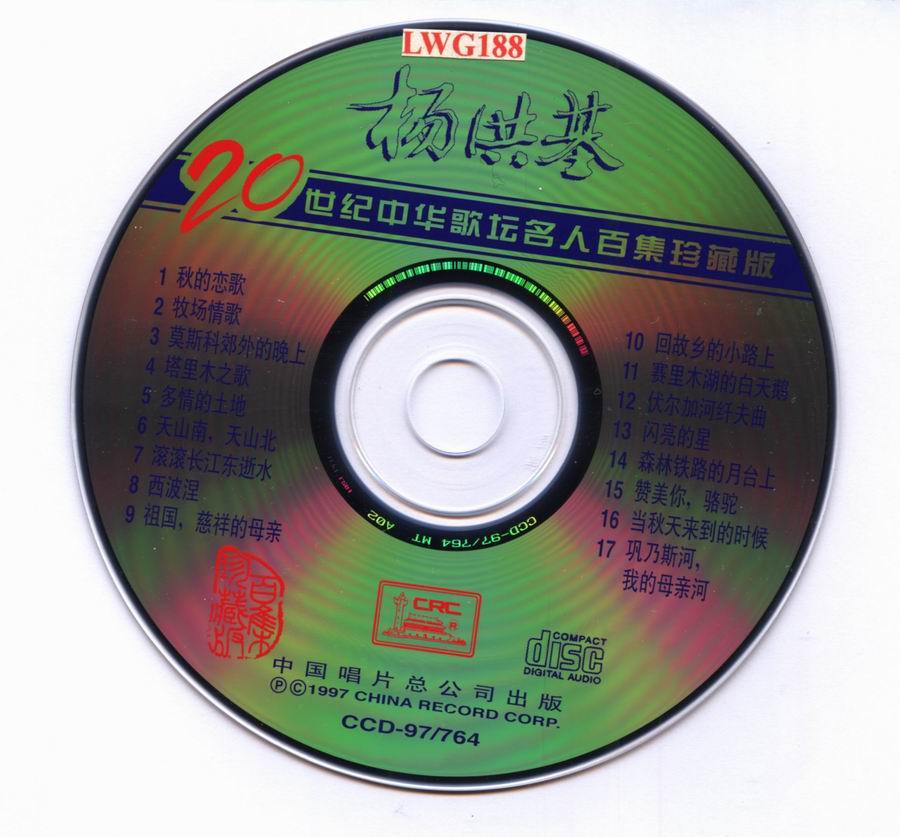 LWG188
杨洪基
20世纪中华歌坛名人百集珍藏版
1 秋的恋歌
2 牧场情歌
3 莫斯科郊外的晚上
4 塔里木之歌
5 多情的土地
6 天山南，天山北
7 滚滚长江东逝水
8 西波涅
9 祖国，慈祥的母亲
10 回故乡的小路上
11 赛里木湖的白天鹅
12 伏尔加河纤夫曲
13 闪亮的星
14 森林铁路的月台上
15 赞美你，骆驼
16 当秋天来到的时候
17 巩乃斯河，
我的母亲河
CCD-97/764 MT A02
百集
珍藏版
CRC
R
COMPACT
disc
DIGITAL AUDIO
中国唱片总公司出版
ⓅⒸ1997 CHINA RECORD CORP.
CCD-97/764